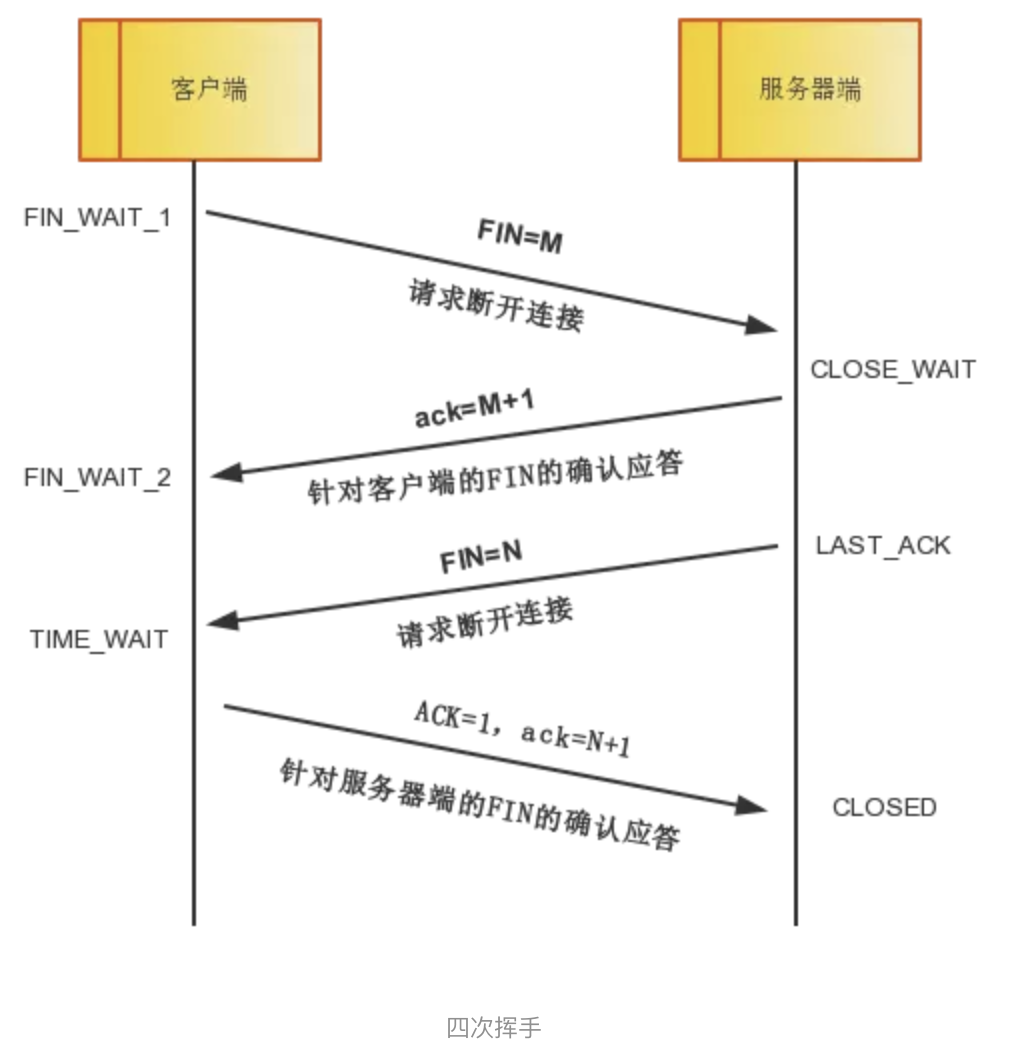 客户端
服务器端
FIN_WAIT_1
FIN=M
请求断开连接
CLOSE_WAIT
ack=M+1
FIN_WAIT_2
针对客户端的FIN的确认应答
LAST_ACK
FIN=N
请求断开连接
TIME_WAIT
ACK=1, ack=N+1
针对服务器端的FIN的确认应答
CLOSED
四次挥手